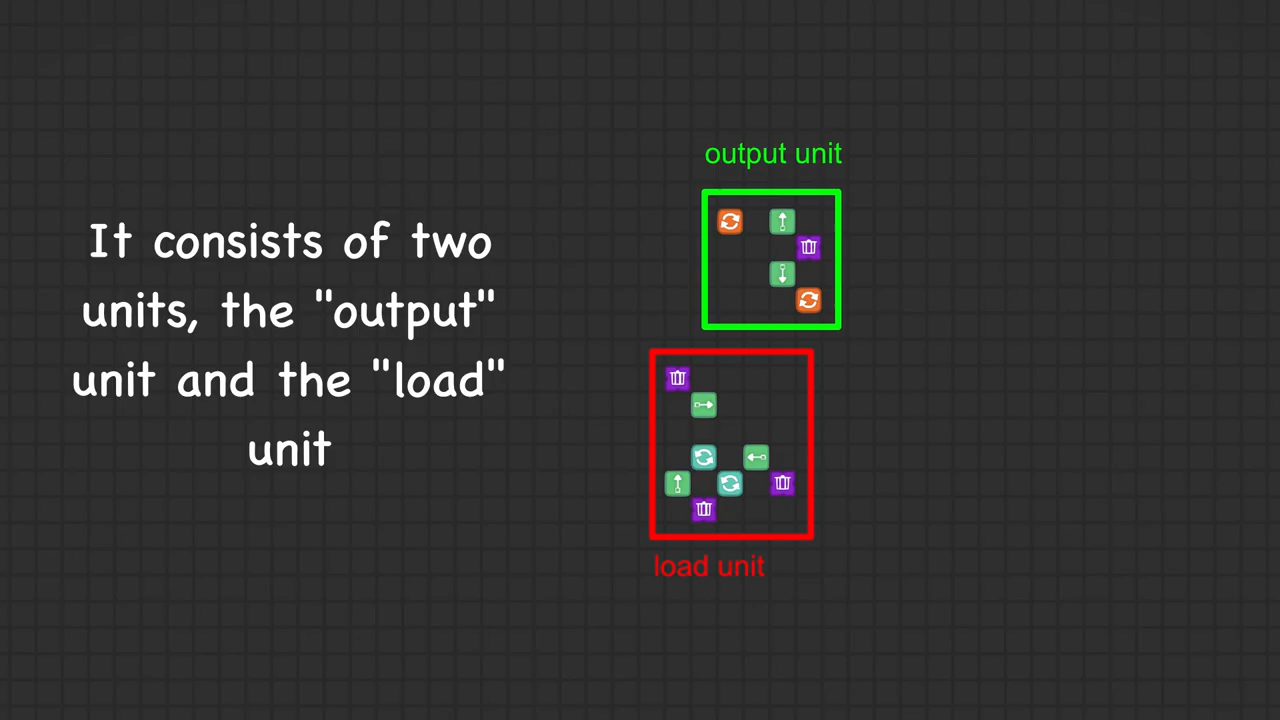 output unit
It consists of two
units, the "output"
unit and the "load"
unit
load unit